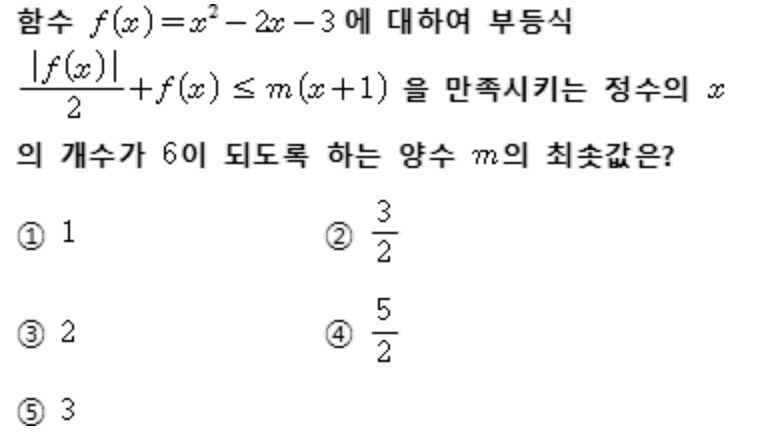 함수 f(x)=x²-2x-3에 대하여 부등식
|f(x)|/2+f(x) ≤ m(x+1) 을 만족시키는 정수의 x
의 개수가 6이 되도록 하는 양수 m의 최솟값은?
① 1 ② 3/2
③ 2 ④ 5/2
⑤ 3